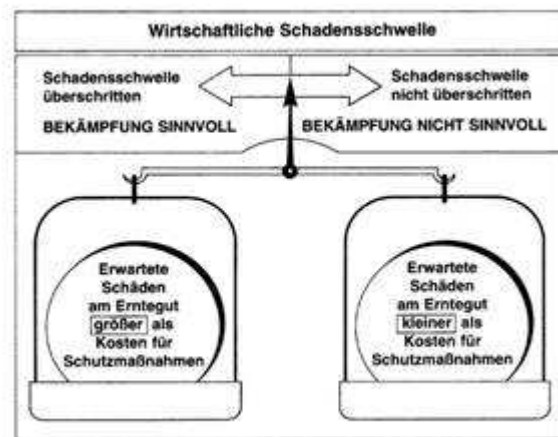 Wirtschaftliche Schadensschwelle
Schadensschwelle
überschritten
BEKÄMPFUNG SINNVOLL
Schadensschwelle
nicht überschritten
BEKÄMPFUNG NICHT SINNVOLL
Erwartete
Schäden
am Erntegut
größer als
Kosten für
Schutzmaßnahmen
Erwartete
Schäden
am Erntegut
kleiner als
Kosten für
Schutzmaßnahmen